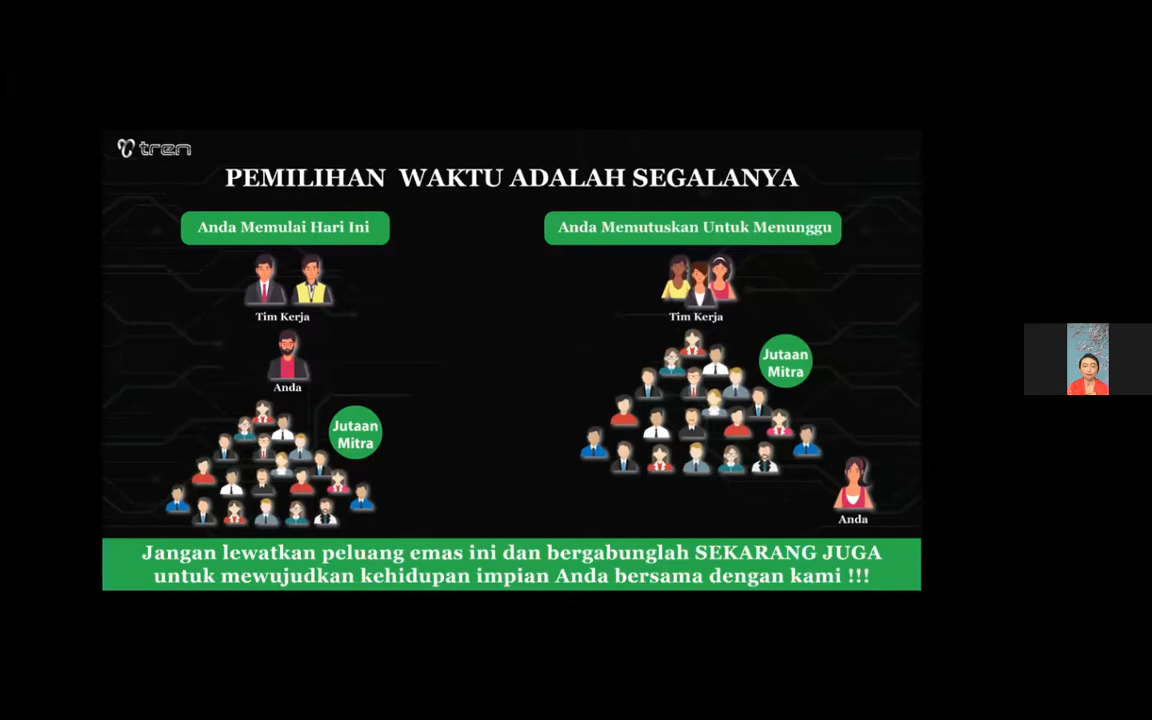 tren
PEMILIHAN WAKTU ADALAH SEGALANYA
Anda Memulai Hari Ini
Anda Memutuskan Untuk Menunggu
Tim Kerja
Tim Kerja
Anda
Jutaan
Mitra
Jutaan
Mitra
Anda
Jangan lewatkan peluang emas ini dan bergabunglah SEKARANG JUGA
untuk mewujudkan kehidupan impian Anda bersama dengan kami !!!